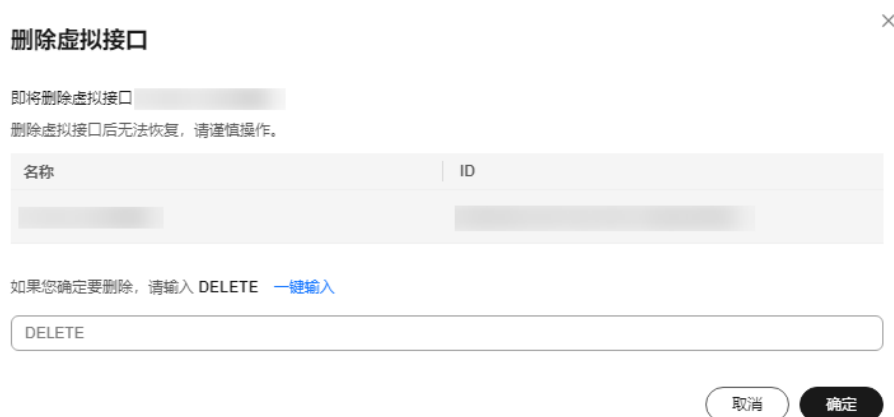 删除虚拟接口
即将删除虚拟接口
删除虚拟接口后无法恢复，请谨慎操作。
名称 ID
如果您确定要删除，请输入 DELETE 一键输入
DELETE
取消 确定